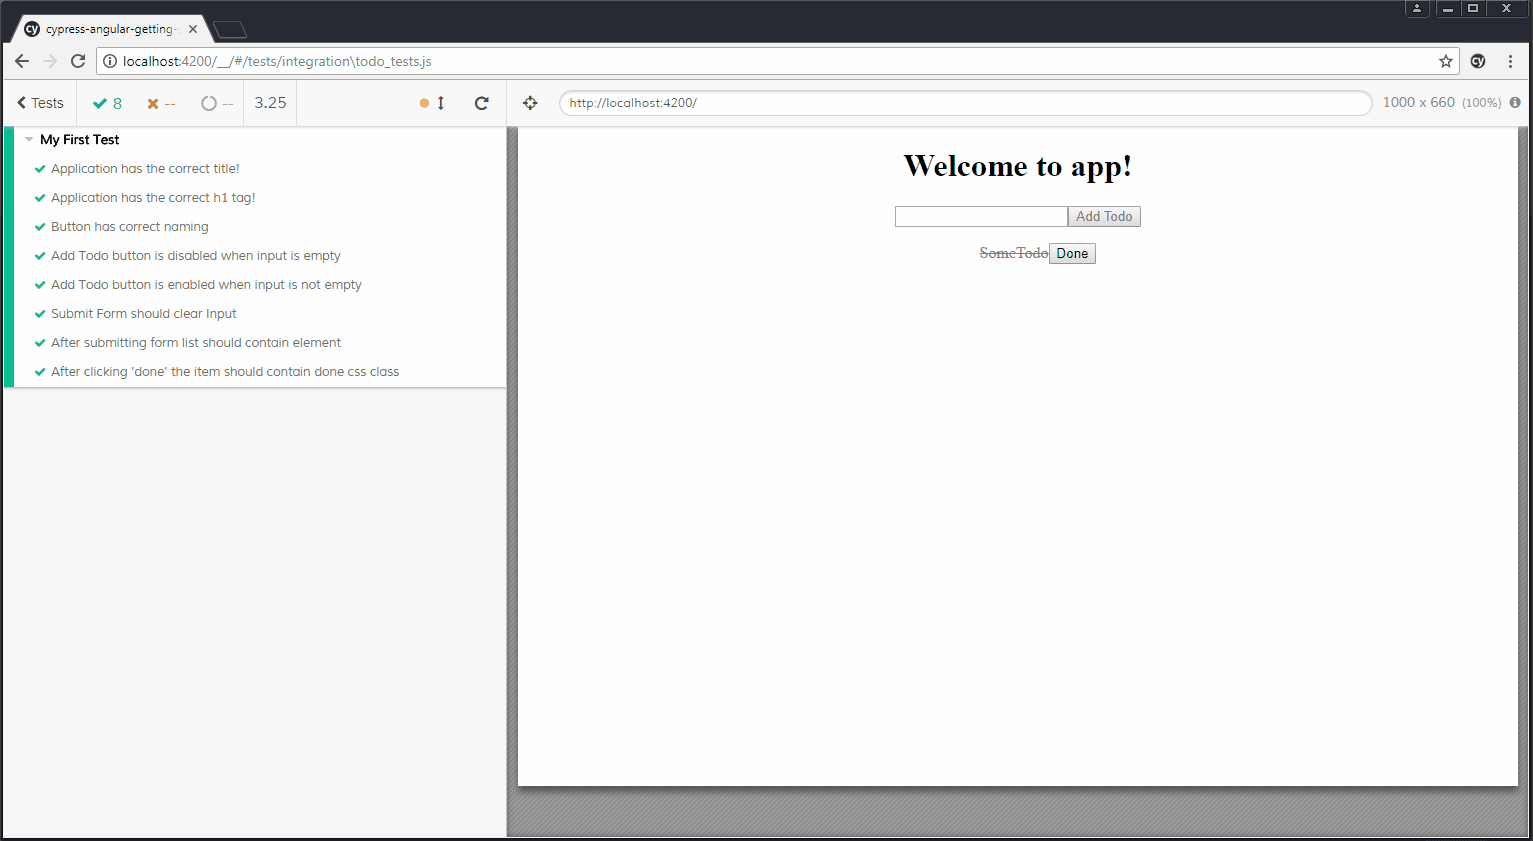 cypress-angular-getting-
localhost:4200/__/#/tests/integration\todo_tests.js
Tests 8 -- -- 3.25
http://localhost:4200/ 1000 x 660 (100%)
My First Test
Application has the correct title!
Application has the correct h1 tag!
Button has correct naming
Add Todo button is disabled when input is empty
Add Todo button is enabled when input is not empty
Submit Form should clear Input
After submitting form list should contain element
After clicking 'done' the item should contain done css class
Welcome to app!
Add Todo
SomeTodo Done